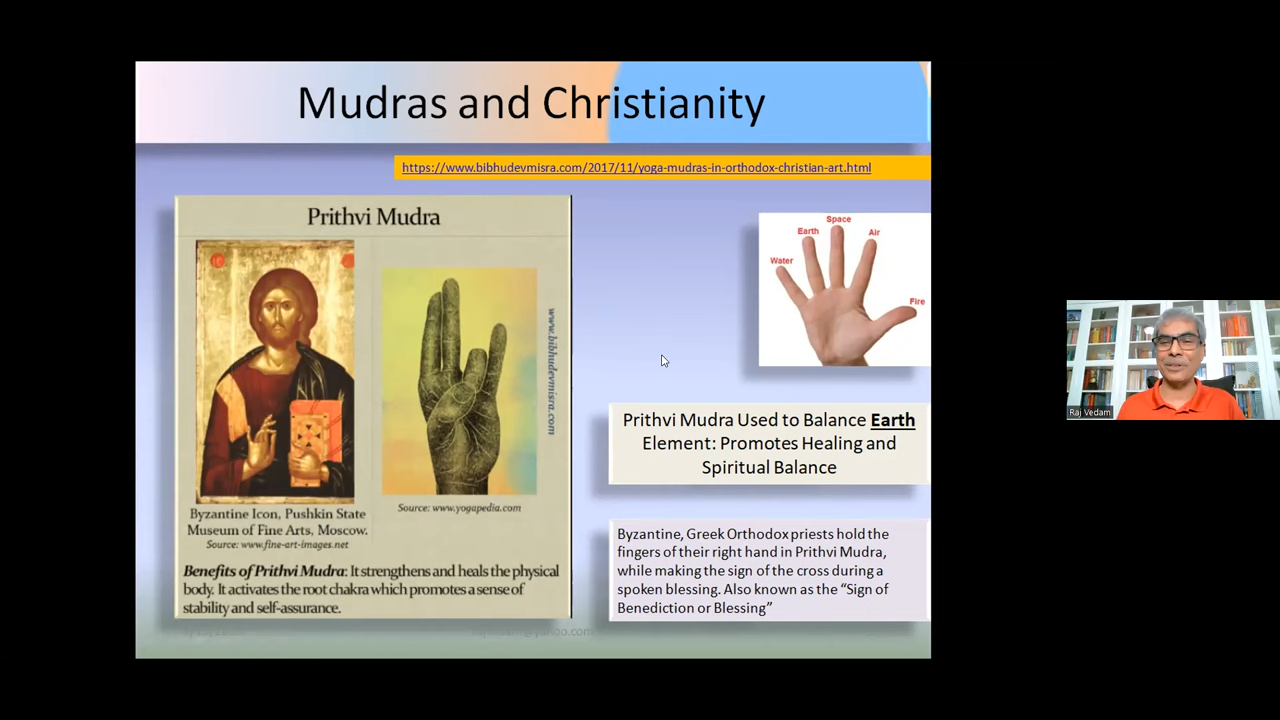 Mudras and Christianity
https://www.bibhudevmisra.com/2017/11/yoga-mudras-in-orthodox-christian-art.html
Prithvi Mudra
www.bibhudevmisra.com
Byzantine Icon, Pushkin State
Museum of Fine Arts, Moscow.
Source: www.fine-art-images.net
Source: www.yogapedia.com
Benefits of Prithvi Mudra: It strengthens and heals the physical
body. It activates the root chakra which promotes a sense of
stability and self-assurance.
Space
Earth
Air
Water
Fire
Prithvi Mudra Used to Balance Earth
Element: Promotes Healing and
Spiritual Balance
Byzantine, Greek Orthodox priests hold the
fingers of their right hand in Prithvi Mudra,
while making the sign of the cross during a
spoken blessing. Also known as the “Sign of
Benediction or Blessing”
Raj Vedam